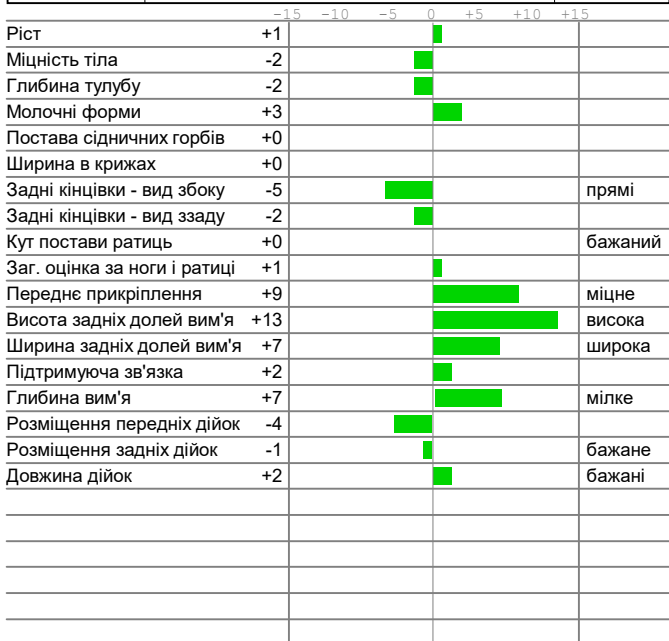 -15 -10 -5 0 +5 +10 +15
Ріст +1
Міцність тіла -2
Глибина тулубу -2
Молочні форми +3
Постава сідничних горбів +0
Ширина в крижах +0
Задні кінцівки - вид збоку -5 прямі
Задні кінцівки - вид ззаду -2
Кут постави ратиць +0 бажаний
Заг. оцінка за ноги і ратиці +1
Переднє прикріплення +9 міцне
Висота задніх долей вим'я +13 висока
Ширина задніх долей вим'я +7 широка
Підтримуюча зв'язка +2
Глибина вим'я +7 мілке
Розміщення передніх дійок -4
Розміщення задніх дійок -1 бажане
Довжина дійок +2 бажані